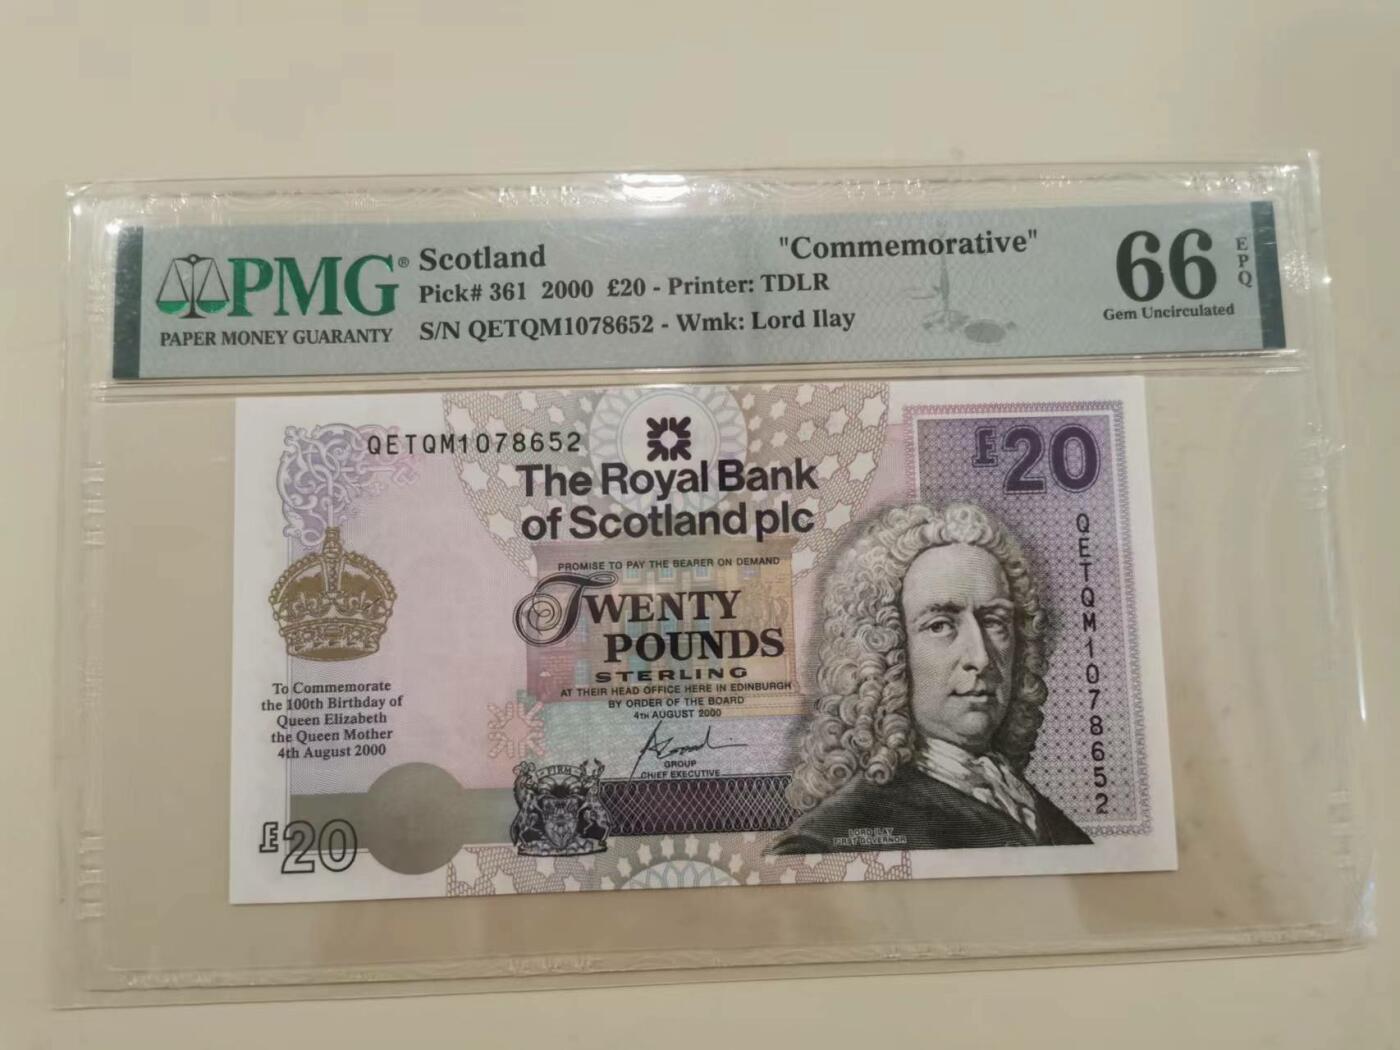 PMG®
PAPER MONEY GUARANTY
Scotland
"Commemorative"
Pick# 361 2000 £20 - Printer: TDLR
S/N QETQM1078652 - Wmk: Lord Ilay
66
EPQ
Gem Uncirculated
QETQM1078652
The Royal Bank
of Scotland plc
PROMISE TO PAY THE BEARER ON DEMAND
TWENTY
POUNDS
STERLING
AT THEIR HEAD OFFICE HERE IN EDINBURGH
BY ORDER OF THE BOARD
4TH AUGUST 2000
GROUP
CHIEF EXECUTIVE
To Commemorate
the 100th Birthday of
Queen Elizabeth
the Queen Mother
4th August 2000
£20
FIRM
£20
QETQM1078652
LORD ILAY
FIRST GOVERNOR